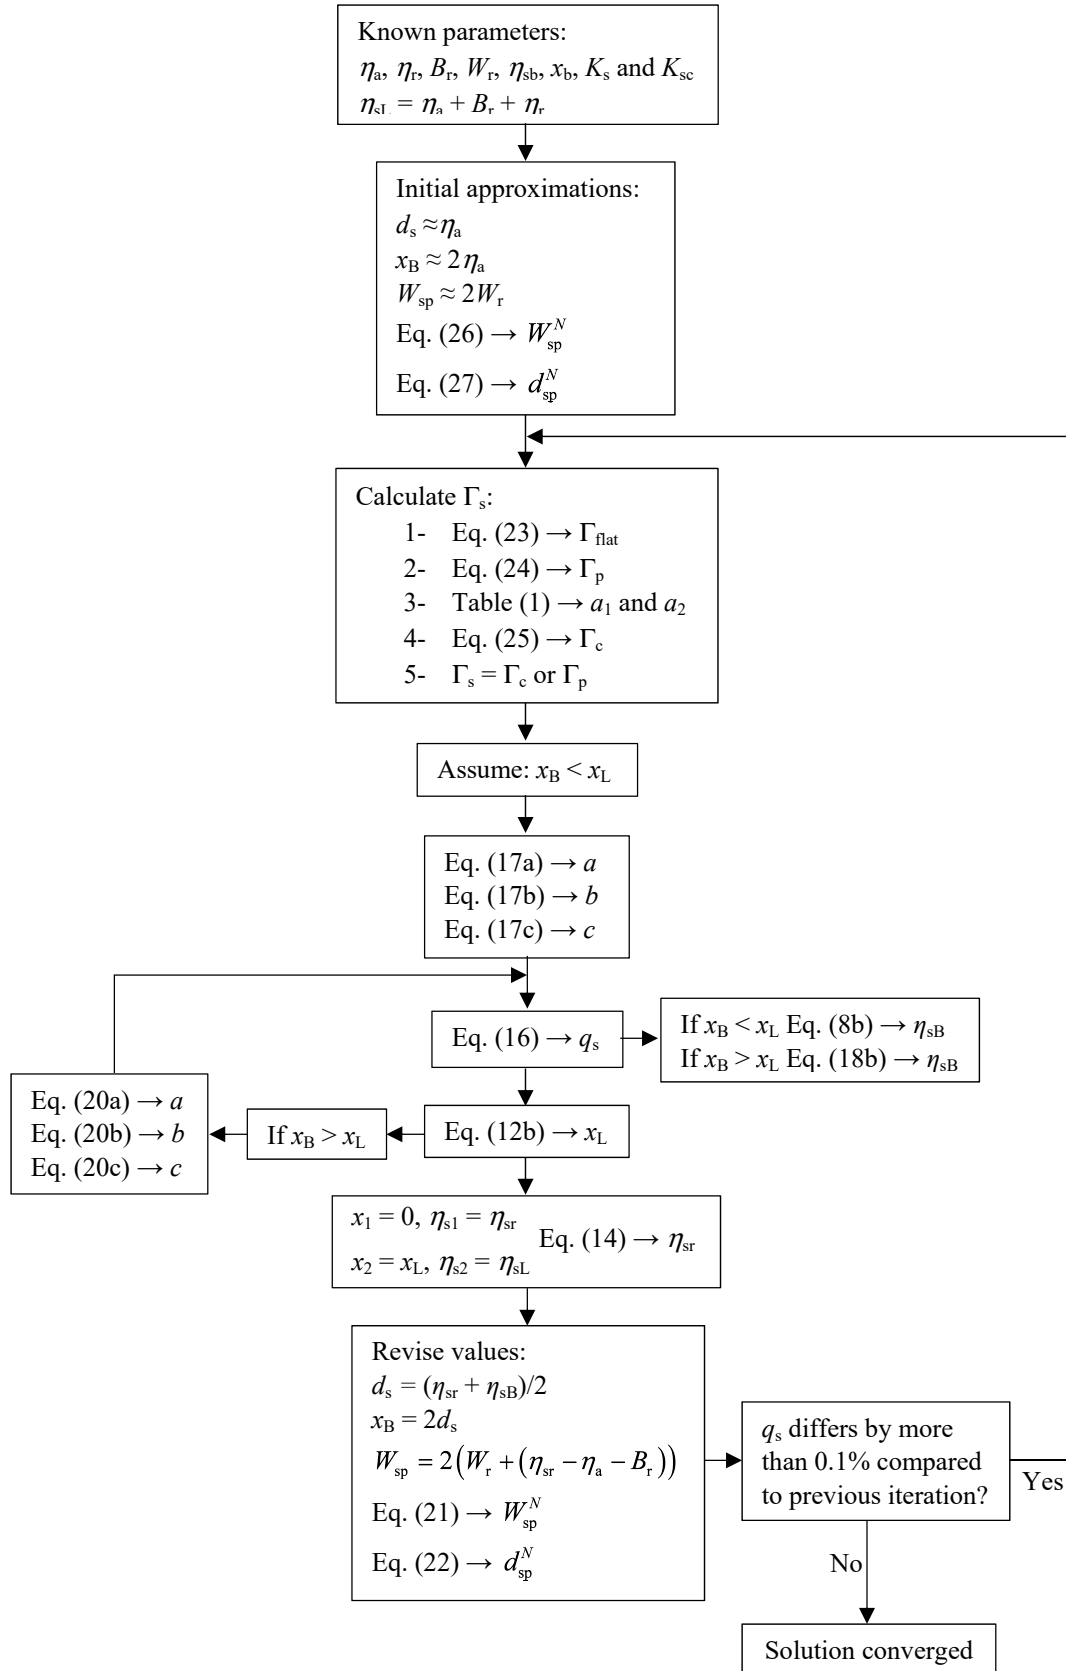 Known parameters:
ηa, ηr, Br, Wr, ηsb, xb, Ks and Ksc
ηsL = ηa + Br + ηr
Initial approximations:
ds ≈ ηa
xB ≈ 2ηa
Wsp ≈ 2Wr
Eq. (26) → W^N_sp
Eq. (27) → d^N_sp
Calculate Γs:
1- Eq. (23) → Γflat
2- Eq. (24) → Γp
3- Table (1) → a1 and a2
4- Eq. (25) → Γc
5- Γs = Γc or Γp
Assume: xB < xL
Eq. (17a) → a
Eq. (17b) → b
Eq. (17c) → c
Eq. (16) → qs
If xB < xL Eq. (8b) → ηsB
If xB > xL Eq. (18b) → ηsB
Eq. (12b) → xL
If xB > xL
Eq. (20a) → a
Eq. (20b) → b
Eq. (20c) → c
x1 = 0, ηs1 = ηsr
x2 = xL, ηs2 = ηsL
Eq. (14) → ηsr
Revise values:
ds = (ηsr + ηsB)/2
xB = 2ds
Wsp = 2(Wr + (ηsr − ηa − Br))
Eq. (21) → W^N_sp
Eq. (22) → d^N_sp
qs differs by more
than 0.1% compared
to previous iteration?
Yes
No
Solution converged